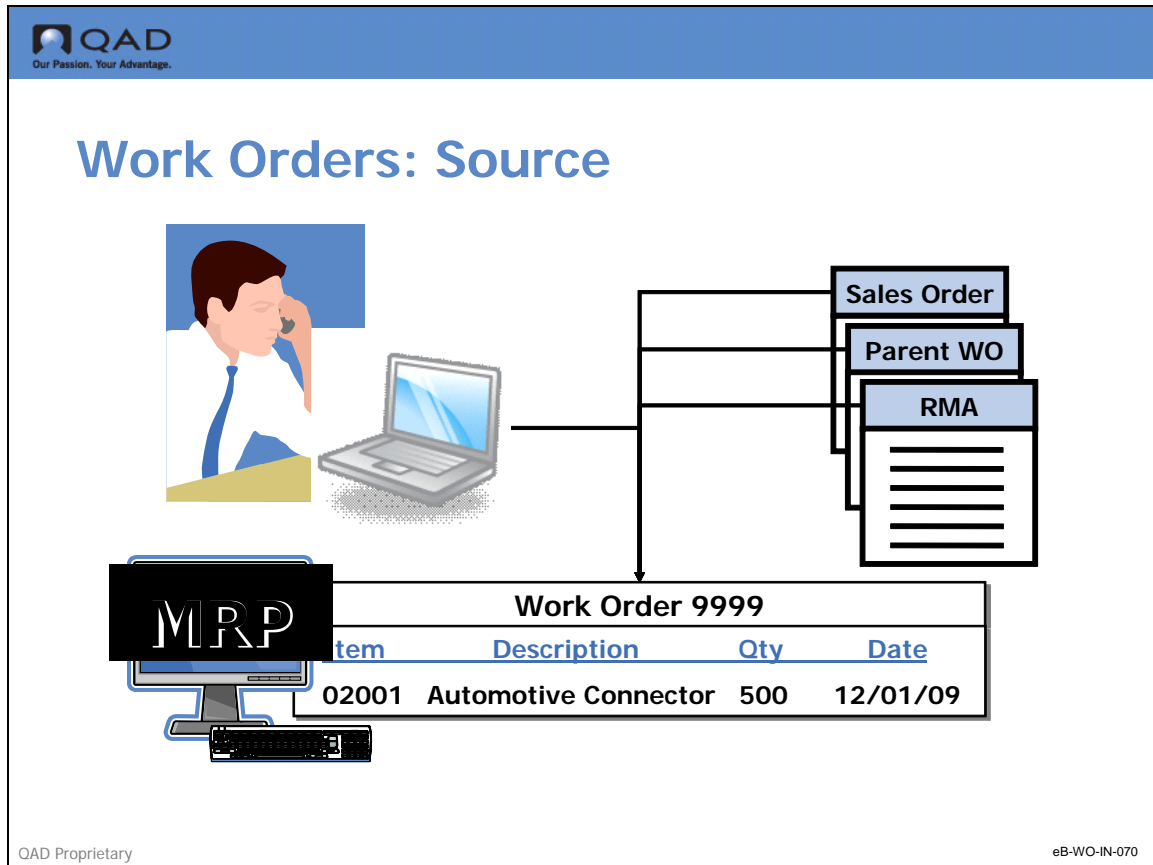 QAD
Our Passion. Your Advantage.
Work Orders: Source
Sales Order
Parent WO
RMA
MRP
Work Order 9999
tem Description Qty Date
02001 Automotive Connector 500 12/01/09
QAD Proprietary
eB-WO-IN-070